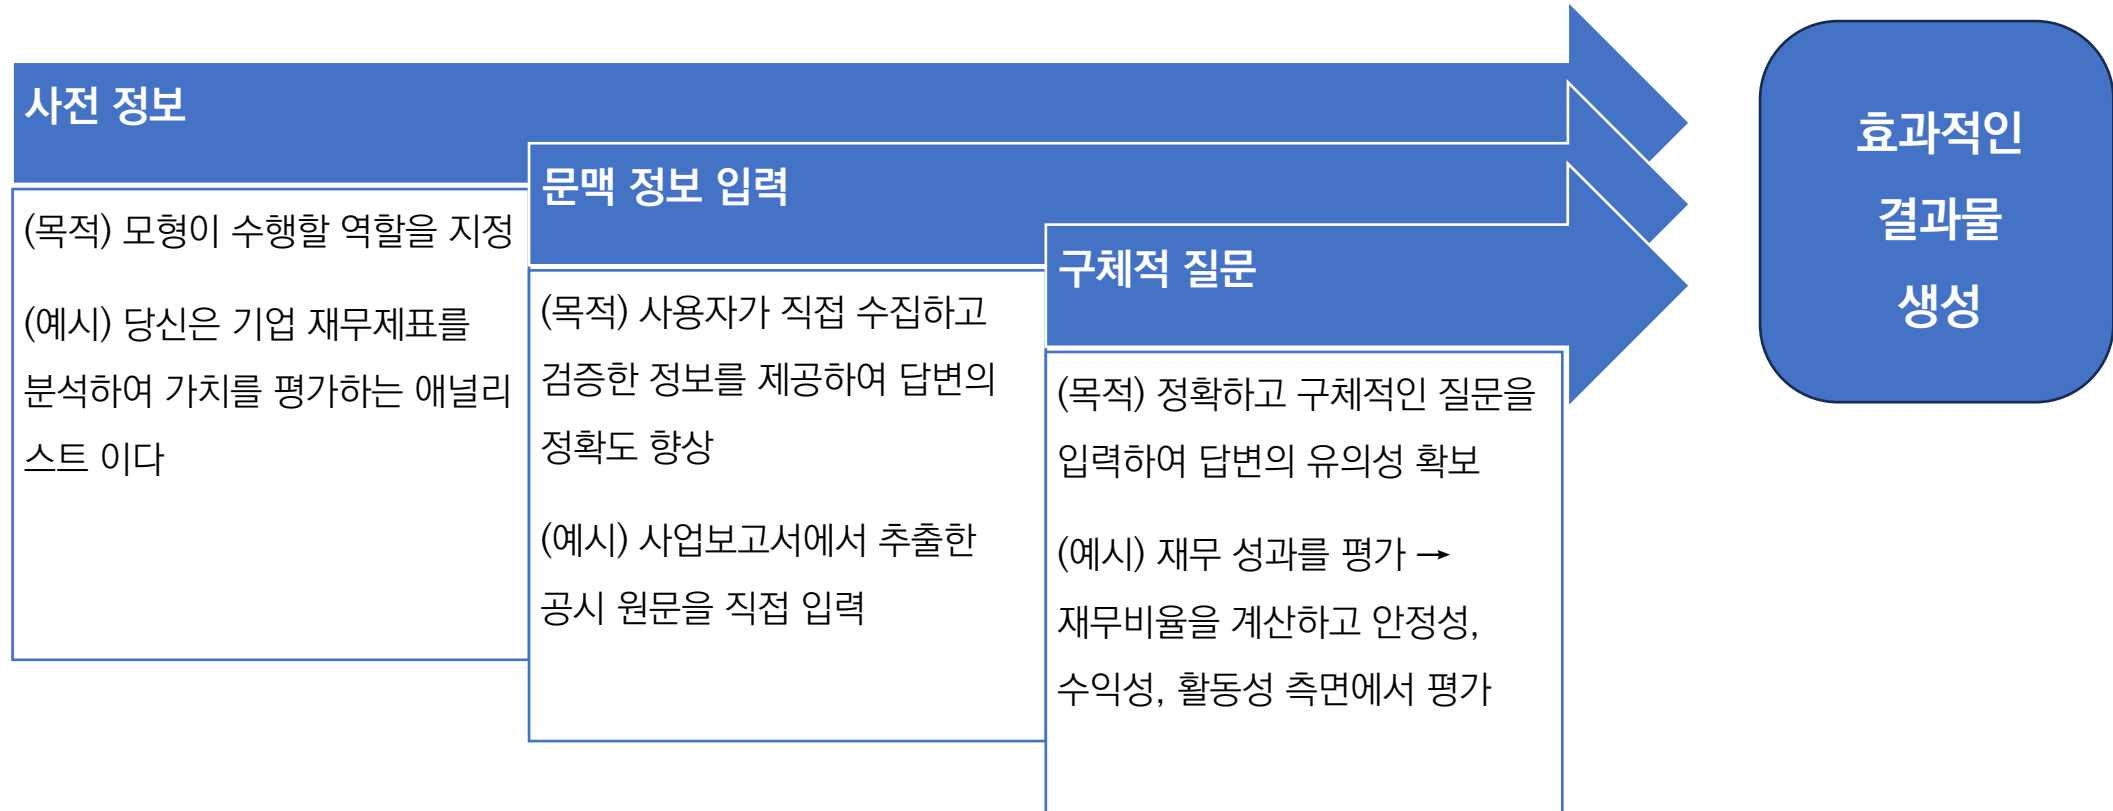 사전 정보
(목적) 모형이 수행할 역할을 지정
(예시) 당신은 기업 재무제표를
분석하여 가치를 평가하는 애널리
스트 이다
문맥 정보 입력
(목적) 사용자가 직접 수집하고
검증한 정보를 제공하여 답변의
정확도 향상
(예시) 사업보고서에서 추출한
공시 원문을 직접 입력
구체적 질문
(목적) 정확하고 구체적인 질문을
입력하여 답변의 유의성 확보
(예시) 재무 성과를 평가 →
재무비율을 계산하고 안정성,
수익성, 활동성 측면에서 평가
효과적인
결과물
생성